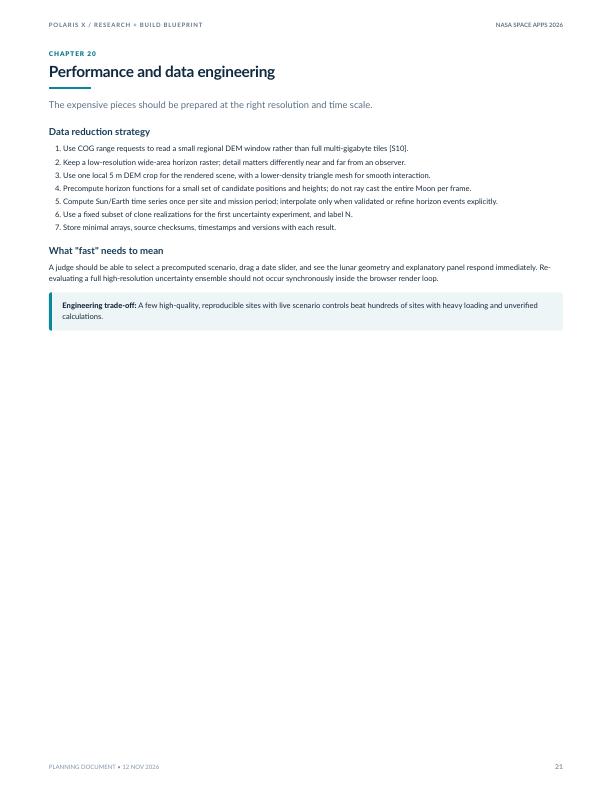 POLARIS X / RESEARCH + BUILD BLUEPRINT
NASA SPACE APPS 2026
CHAPTER 20
Performance and data engineering
The expensive pieces should be prepared at the right resolution and time scale.
Data reduction strategy
1. Use COG range requests to read a small regional DEM window rather than full multi-gigabyte tiles [S10].
2. Keep a low-resolution wide-area horizon raster; detail matters differently near and far from an observer.
3. Use one local 5 m DEM crop for the rendered scene, with a lower-density triangle mesh for smooth interaction.
4. Precompute horizon functions for a small set of candidate positions and heights; do not ray cast the entire Moon per frame.
5. Compute Sun/Earth time series once per site and mission period; interpolate only when validated or refine horizon events explicitly.
6. Use a fixed subset of clone realizations for the first uncertainty experiment, and label N.
7. Store minimal arrays, source checksums, timestamps and versions with each result.
What "fast" needs to mean
A judge should be able to select a precomputed scenario, drag a date slider, and see the lunar geometry and explanatory panel respond immediately. Re-
evaluating a full high-resolution uncertainty ensemble should not occur synchronously inside the browser render loop.
Engineering trade-off: A few high-quality, reproducible sites with live scenario controls beat hundreds of sites with heavy loading and unverified
calculations.
PLANNING DOCUMENT • 12 NOV 2026
21